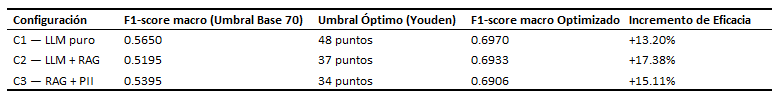 Configuración F1-score macro (Umbral Base 70) Umbral Óptimo (Youden) F1-score macro Optimizado Incremento de Eficacia
C1 — LLM puro 0.5650 48 puntos 0.6970 +13.20%
C2 — LLM + RAG 0.5195 37 puntos 0.6933 +17.38%
C3 — RAG + PII 0.5395 34 puntos 0.6906 +15.11%